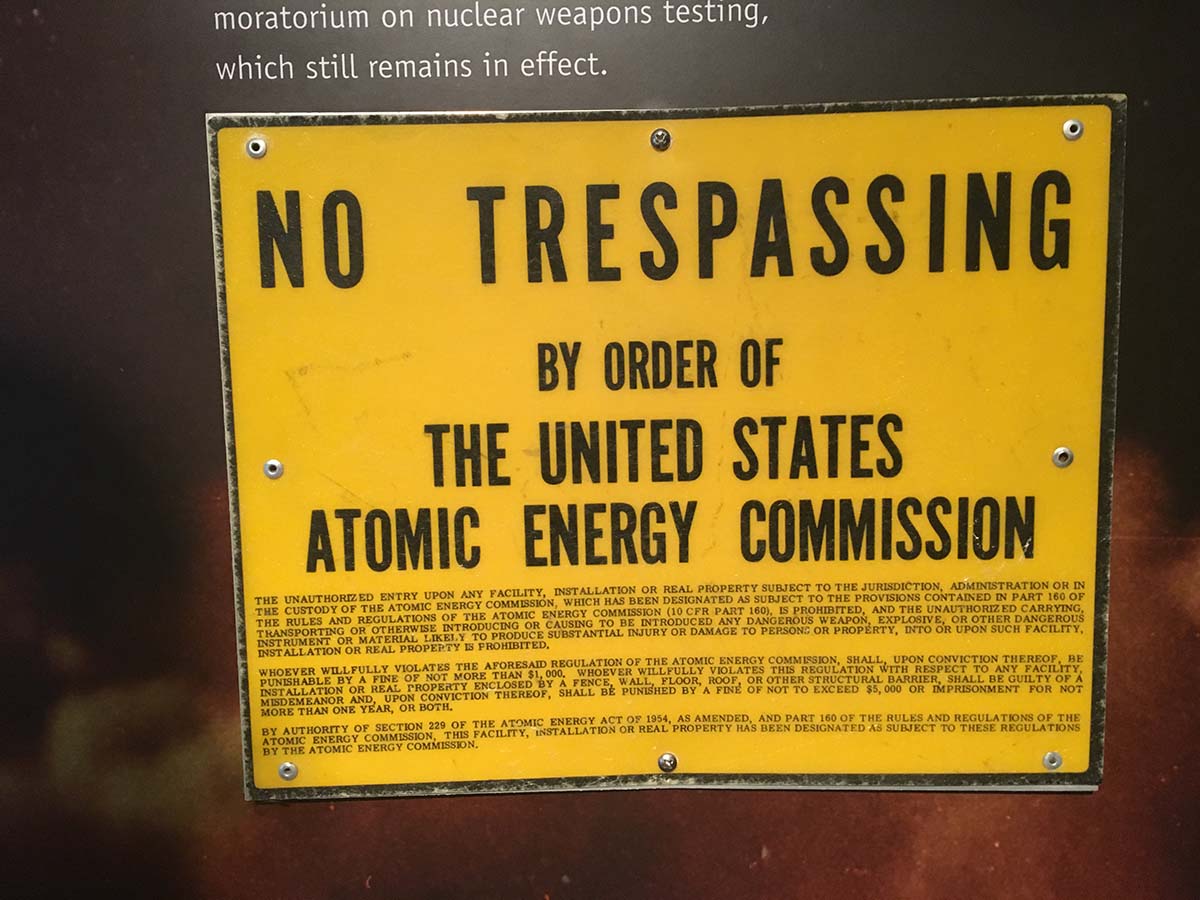 moratorium on nuclear weapons testing,
which still remains in effect.
NO TRESPASSING
BY ORDER OF
THE UNITED STATES
ATOMIC ENERGY COMMISSION
THE UNAUTHORIZED ENTRY UPON ANY FACILITY, INSTALLATION OR REAL PROPERTY SUBJECT TO THE JURISDICTION, ADMINISTRATION OR IN
THE CUSTODY OF THE ATOMIC ENERGY COMMISSION, WHICH HAS BEEN DESIGNATED AS SUBJECT TO THE PROVISIONS CONTAINED IN PART 160 OF
THE RULES AND REGULATIONS OF THE ATOMIC ENERGY COMMISSION (10 CFR PART 160), IS PROHIBITED, AND THE UNAUTHORIZED CARRYING,
TRANSPORTING OR OTHERWISE INTRODUCING OR CAUSING TO BE INTRODUCED ANY DANGEROUS WEAPON, EXPLOSIVE, OR OTHER DANGEROUS
INSTRUMENT OR MATERIAL LIKELY TO PRODUCE SUBSTANTIAL INJURY OR DAMAGE TO PERSONS OR PROPERTY, INTO OR UPON SUCH FACILITY,
INSTALLATION OR REAL PROPERTY IS PROHIBITED.
WHOEVER WILLFULLY VIOLATES THE AFORESAID REGULATION OF THE ATOMIC ENERGY COMMISSION, SHALL, UPON CONVICTION THEREOF, BE
PUNISHABLE BY A FINE OF NOT MORE THAN $1,000. WHOEVER WILLFULLY VIOLATES THIS REGULATION WITH RESPECT TO ANY FACILITY,
INSTALLATION OR REAL PROPERTY ENCLOSED BY A FENCE, WALL, FLOOR, ROOF, OR OTHER STRUCTURAL BARRIER, SHALL BE GUILTY OF A
MISDEMEANOR AND, UPON CONVICTION THEREOF, SHALL BE PUNISHED BY A FINE OF NOT TO EXCEED $5,000 OR IMPRISONMENT FOR NOT
MORE THAN ONE YEAR, OR BOTH.
BY AUTHORITY OF SECTION 229 OF THE ATOMIC ENERGY ACT OF 1954, AS AMENDED, AND PART 160 OF THE RULES AND REGULATIONS OF THE
ATOMIC ENERGY COMMISSION, THIS FACILITY, INSTALLATION OR REAL PROPERTY HAS BEEN DESIGNATED AS SUBJECT TO THESE REGULATIONS
BY THE ATOMIC ENERGY COMMISSION.